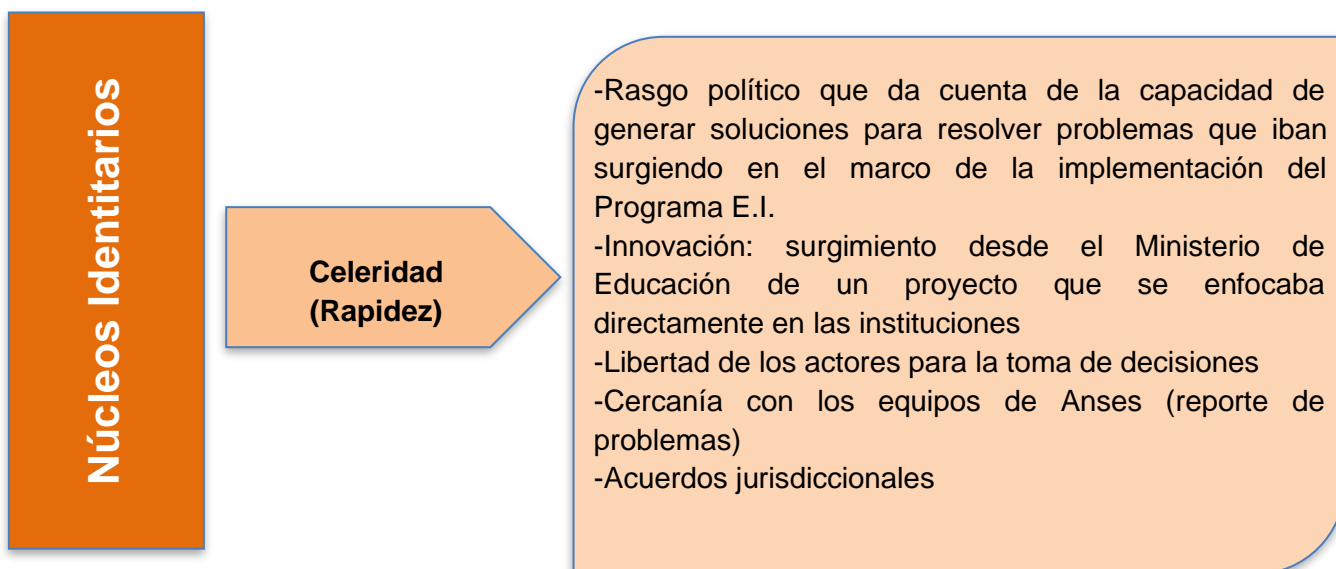 Núcleos Identitarios
Celeridad
(Rapidez)
-Rasgo político que da cuenta de la capacidad de
generar soluciones para resolver problemas que iban
surgiendo en el marco de la implementación del
Programa E.I.
-Innovación: surgimiento desde el Ministerio de
Educación de un proyecto que se enfocaba
directamente en las instituciones
-Libertad de los actores para la toma de decisiones
-Cercanía con los equipos de Anses (reporte de
problemas)
-Acuerdos jurisdiccionales